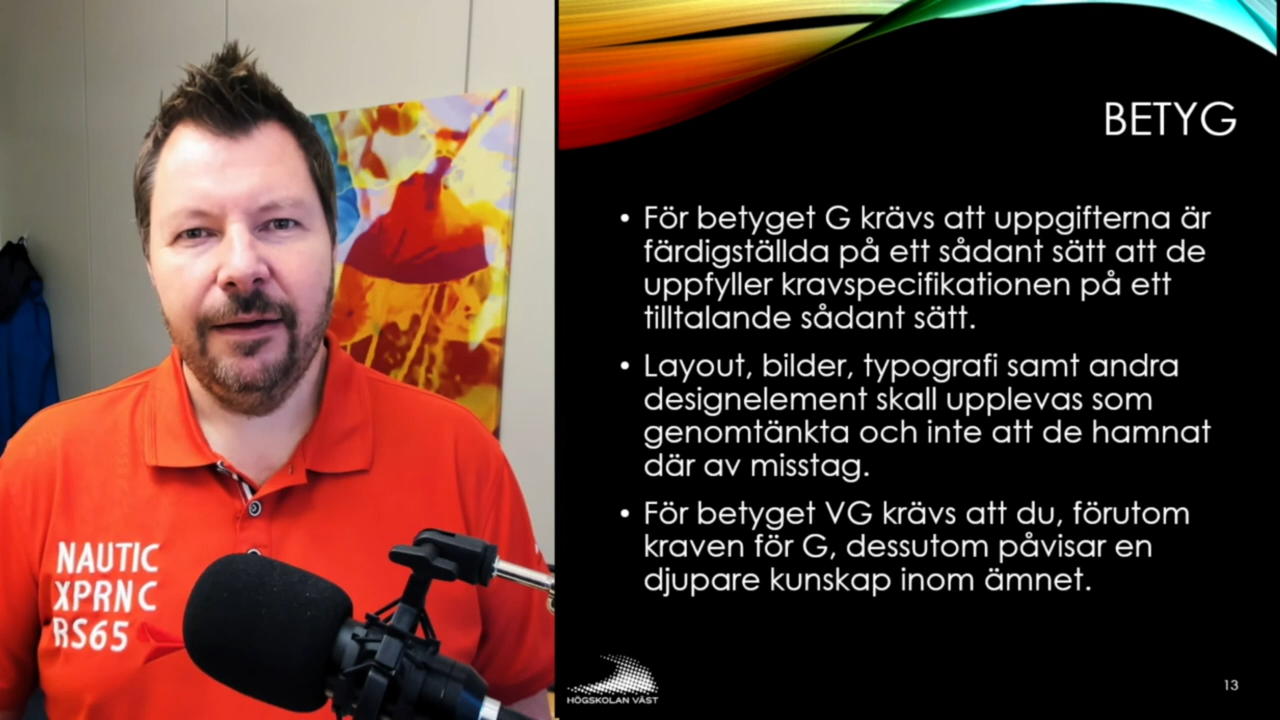 NAUTIC
XPRNC
RS65
BETYG
• För betyget G krävs att uppgifterna är
färdigställda på ett sådant sätt att de
uppfyller kravspecifikationen på ett
tilltalande sådant sätt.
• Layout, bilder, typografi samt andra
designelement skall upplevas som
genomtänkta och inte att de hamnat
där av misstag.
• För betyget VG krävs att du, förutom
kraven för G, dessutom påvisar en
djupare kunskap inom ämnet.
HÖGSKOLAN VÄST
13